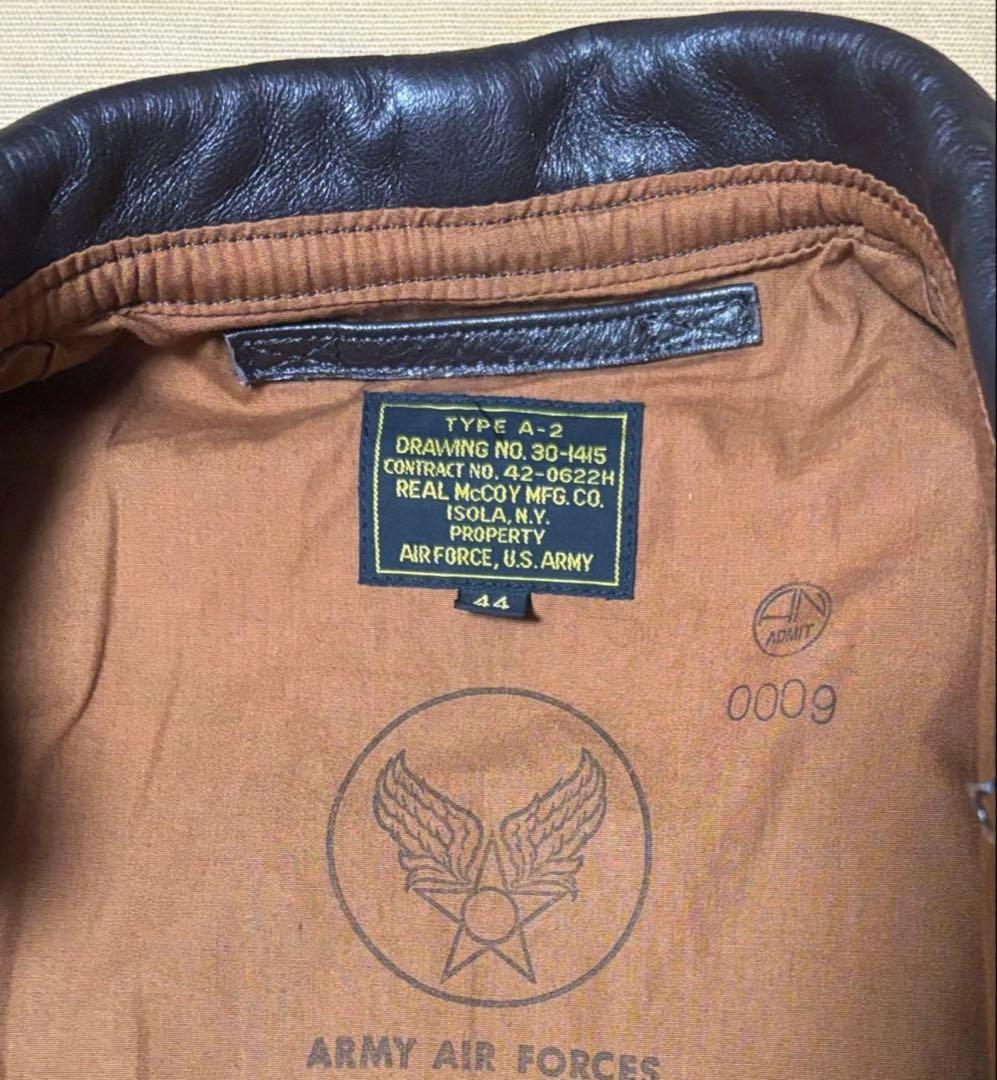 TYPE A-2
DRAWING NO. 30-1415
CONTRACT NO. 42-0622H
REAL McCOY MFG. CO.
ISOLA, N.Y.
PROPERTY
AIR FORCE, U.S. ARMY
44
AN
ADMIT
0009
ARMY AIR FORCES